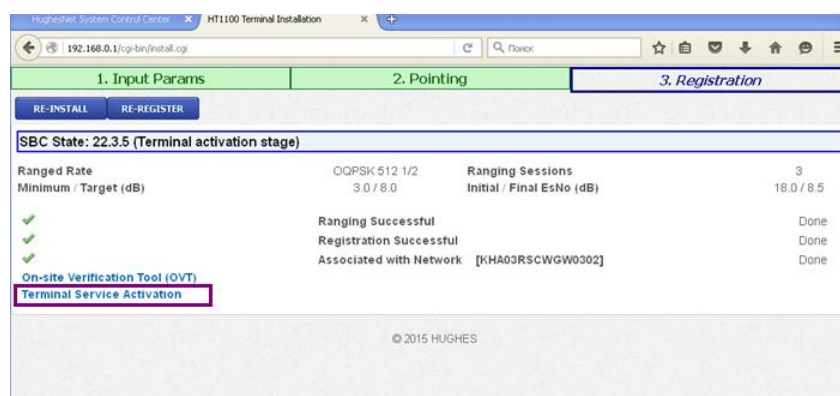 HughesNet System Control Center
HT1100 Terminal Installation
192.168.0.1/cgi-bin/install.cgi
Поиск
1. Input Params
2. Pointing
3. Registration
RE-INSTALL
RE-REGISTER
SBC State: 22.3.5 (Terminal activation stage)
Ranged Rate OQPSK 512 1/2 Ranging Sessions 3
Minimum / Target (dB) 3.0 / 8.0 Initial / Final EsNo (dB) 18.0 / 8.5
Ranging Successful Done
Registration Successful Done
Associated with Network [KHA03RSCWGW0302] Done
On-site Verification Tool (OVT)
Terminal Service Activation
© 2015 HUGHES